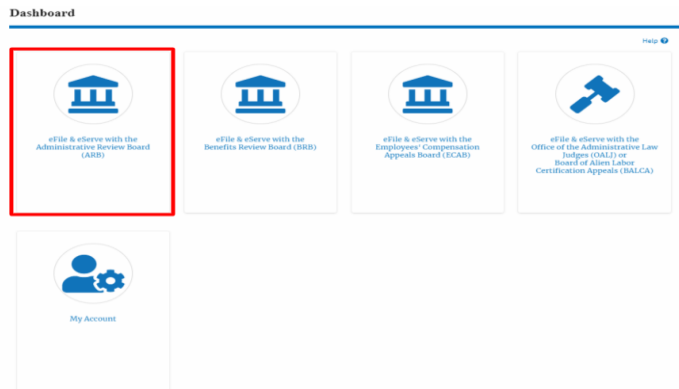 Dashboard
Help
eFile & eServe with the
Administrative Review Board
(ARB)
eFile & eServe with the
Benefits Review Board (BRB)
eFile & eServe with the
Employees' Compensation
Appeals Board (ECAB)
eFile & eServe with the
Office of the Administrative Law
Judges (OALJ) or
Board of Alien Labor
Certification Appeals (BALCA)
My Account